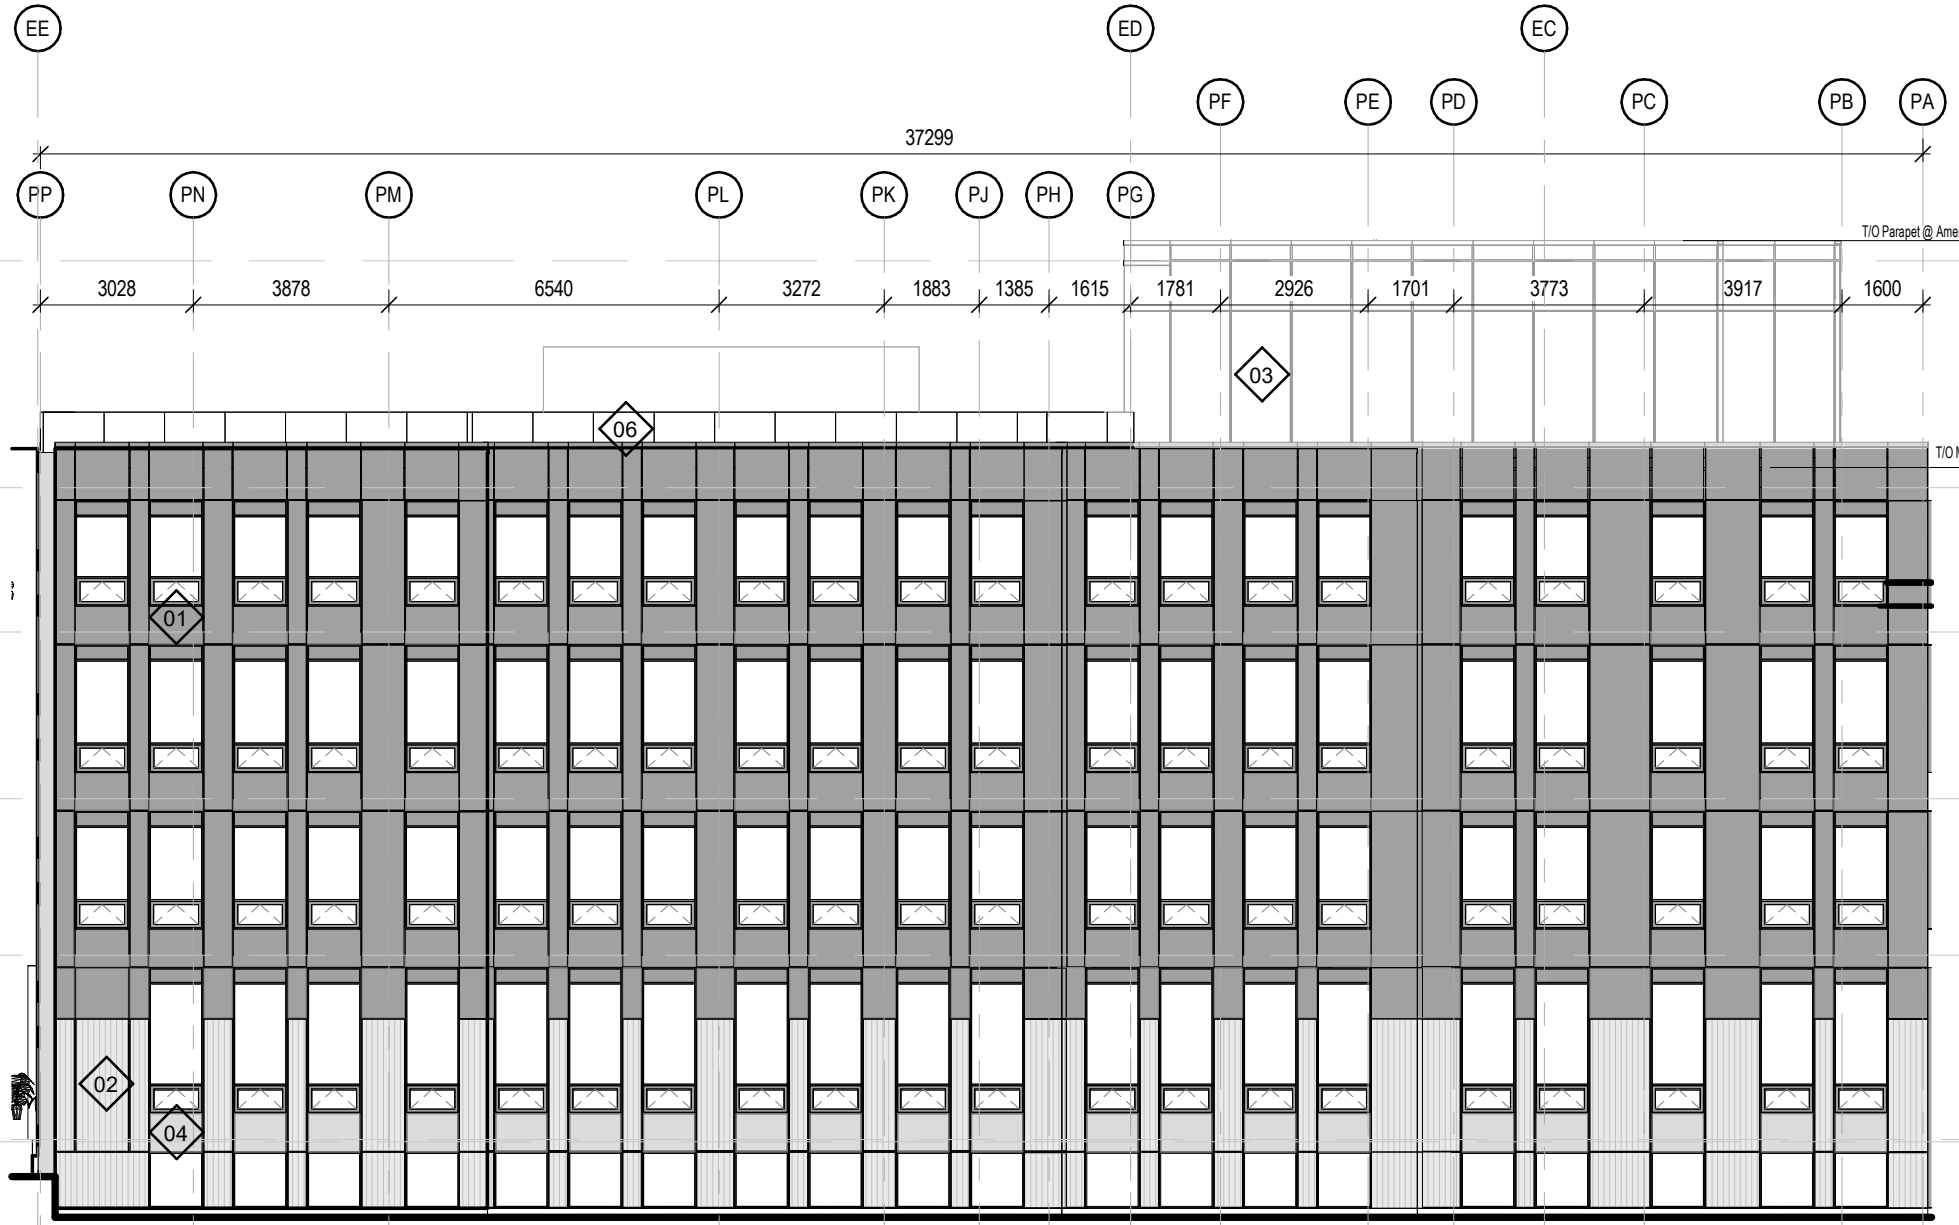 EE ED EC
PF PE PD PC PB PA
37299
PP PN PM PL PK PJ PH PG
T/O Parapet @ Ame
3028 3878 6540 3272 1883 1385 1615 1781 2926 1701 3773 3917 1600
03
06
T/O M
01
02
04